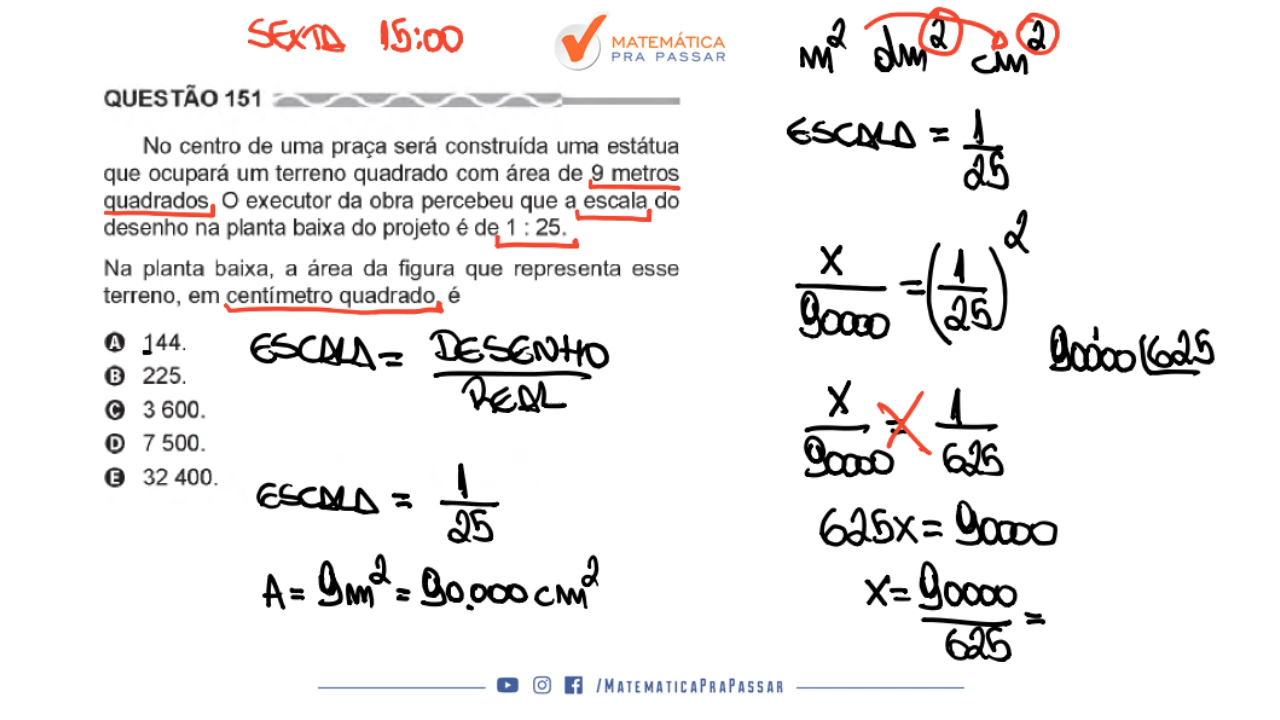 SEXTA 15:00
MATEMÁTICA
PRA PASSAR
QUESTÃO 151
No centro de uma praça será construída uma estátua
que ocupará um terreno quadrado com área de 9 metros
quadrados. O executor da obra percebeu que a escala do
desenho na planta baixa do projeto é de 1 : 25.
Na planta baixa, a área da figura que representa esse
terreno, em centímetro quadrado, é
A 144.
B 225.
C 3 600.
D 7 500.
E 32 400.
ESCALA = DESENHO / REAL
ESCALA = 1/25
A = 9m² = 90.000 cm²
m² dm² cm²
ESCALA = 1/25
x/90000 = (1/25)²
90000 625
x/90000 = 1/625
625x = 90000
x = 90000/625 =
/MATEMATICAPRAPASSAR